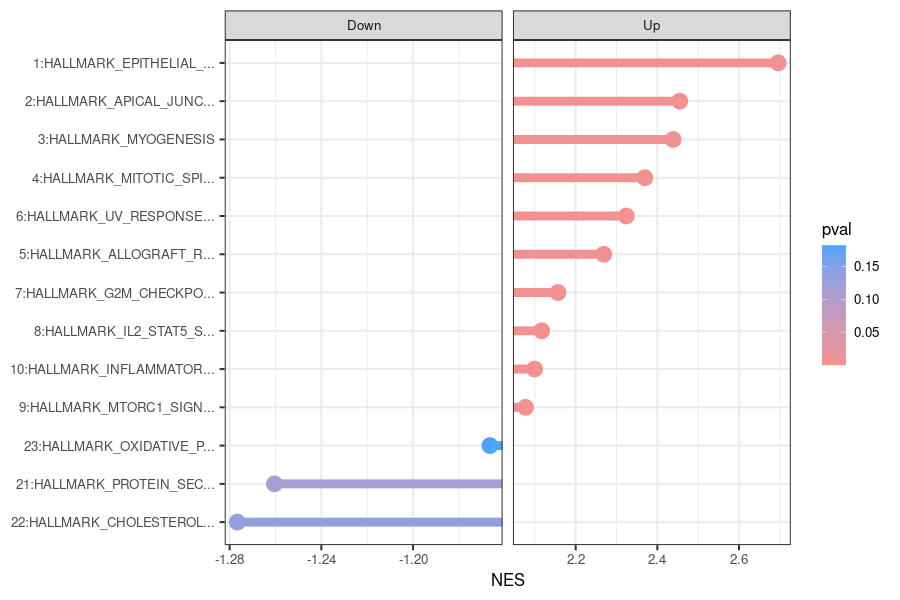 Down
Up
1:HALLMARK_EPITHELIAL_...
2:HALLMARK_APICAL_JUNC...
3:HALLMARK_MYOGENESIS
4:HALLMARK_MITOTIC_SPI...
6:HALLMARK_UV_RESPONSE...
5:HALLMARK_ALLOGRAFT_R...
7:HALLMARK_G2M_CHECKPO...
8:HALLMARK_IL2_STAT5_S...
10:HALLMARK_INFLAMMATOR...
9:HALLMARK_MTORC1_SIGN...
23:HALLMARK_OXIDATIVE_P...
21:HALLMARK_PROTEIN_SEC...
22:HALLMARK_CHOLESTEROL...
-1.28 -1.24 -1.20 2.2 2.4 2.6
NES
pval
0.15
0.10
0.05